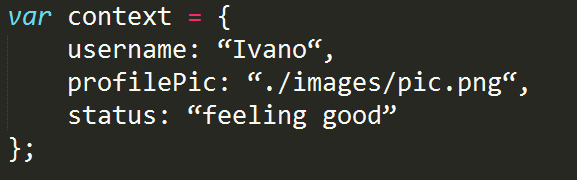 var context = {
username: “Ivano“,
profilePic: “./images/pic.png“,
status: “feeling good”
};